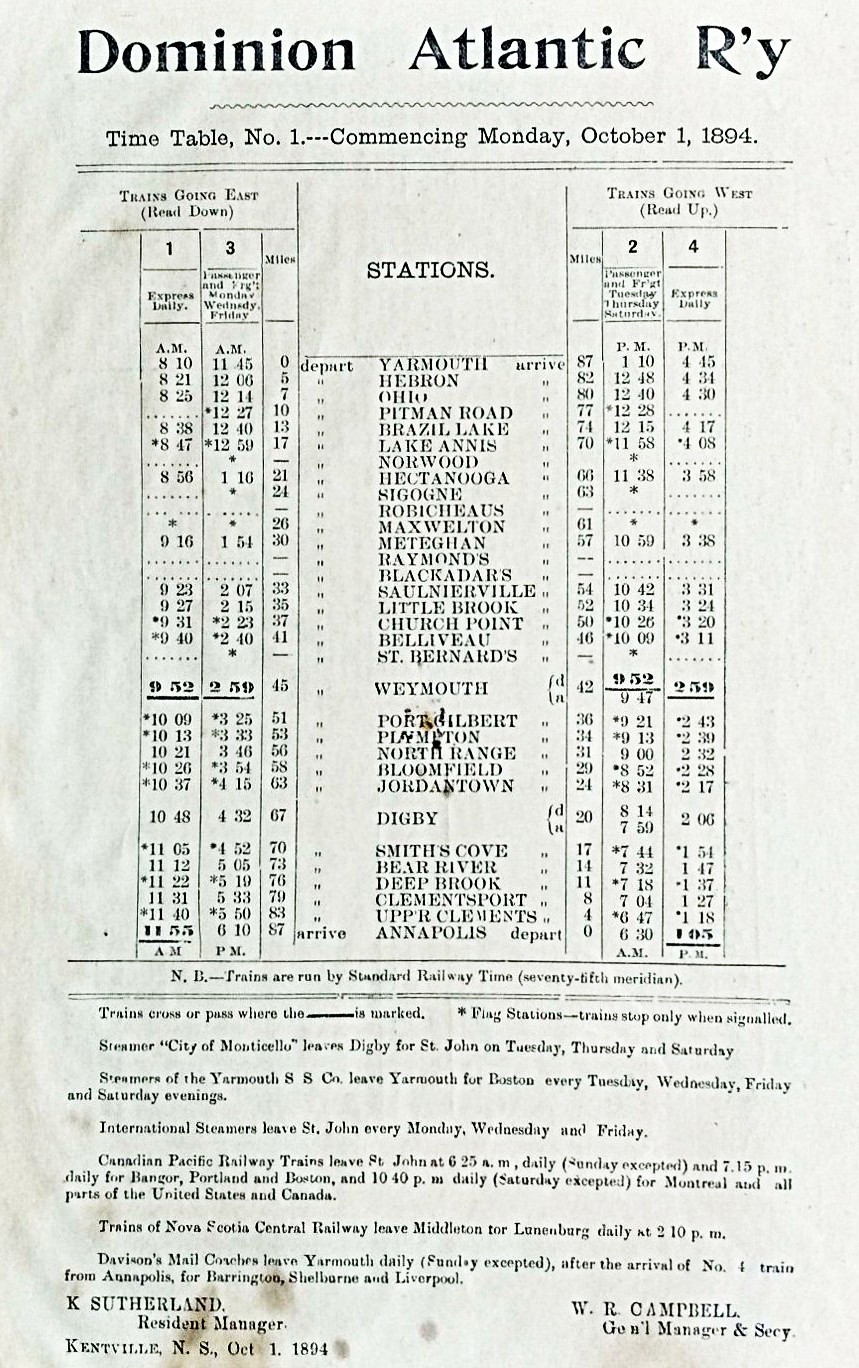 Dominion Atlantic R'y
Time Table, No. 1.---Commencing Monday, October 1, 1894.
TRAINS GOING EAST (Read Down) TRAINS GOING WEST (Read Up.)
1 3 Miles STATIONS. Miles 2 4
Express Daily. Passenger and Frg't Monday Wednsdy, Friday Passenger and Fr'gt Tuesday Thursday Saturday. Express Daily
A.M. A.M. P. M. P. M.
8 10 11 45 0 depart YARMOUTH arrive 87 1 10 4 45
8 21 12 06 5 " HEBRON " 82 12 48 4 34
8 25 12 14 7 " OHIO " 80 12 40 4 30
....... *12 27 10 " PITMAN ROAD " 77 *12 28 .......
8 38 12 40 13 " BRAZIL LAKE " 74 12 15 4 17
*8 47 *12 59 17 " LAKE ANNIS " 70 *11 58 *4 08
....... * — " NORWOOD " * .......
8 56 1 16 21 " HECTANOOGA " 66 11 38 3 58
....... * 24 " SIGOGNE " 63 * .......
....... ....... — " ROBICHEAUS " — ....... .......
* * 26 " MAXWELTON " 61 * *
9 16 1 54 30 " METEGHAN " 57 10 59 3 38
....... ....... — " RAYMOND'S " -- ....... .......
....... ....... — " BLACKADAR'S " — ....... .......
9 23 2 07 33 " SAULNIERVILLE " 54 10 42 3 31
9 27 2 15 35 " LITTLE BROOK " 52 10 34 3 24
*9 31 *2 23 37 " CHURCH POINT " 50 *10 26 *3 20
*9 40 *2 40 41 " BELLIVEAU " 46 *10 09 *3 11
....... * — " ST. BERNARD'S " — * .......
9 52 2 59 45 " WEYMOUTH {d a 42 9 52 9 47 2 59
*10 09 *3 25 51 " PORT GILBERT " 36 *9 21 *2 43
*10 13 *3 33 53 " PLYMPTON " 34 *9 13 *2 39
10 21 3 46 56 " NORTH RANGE " 31 9 00 2 32
*10 26 *3 54 58 " BLOOMFIELD " 29 *8 52 *2 28
*10 37 *4 15 63 " JORDANTOWN " 24 *8 31 *2 17
10 48 4 32 67 DIGBY {d a 20 8 14 7 59 2 06
*11 05 *4 52 70 " SMITH'S COVE " 17 *7 44 *1 54
11 12 5 05 73 " BEAR RIVER " 14 7 32 1 47
*11 22 *5 19 76 " DEEP BROOK " 11 *7 18 *1 37
11 31 5 33 79 " CLEMENTSPORT " 8 7 04 1 27
*11 40 *5 50 83 " UPP'R CLEMENTS " 4 *6 47 *1 18
11 55 6 10 87 arrive ANNAPOLIS depart 0 6 30 1 05
A M P M. A.M. P. M.
N. B.—Trains are run by Standard Railway Time (seventy-fifth meridian).
Trains cross or pass where the ——— is marked. * Flag Stations—trains stop only when signalled.
Steamer "City of Monticello" leaves Digby for St. John on Tuesday, Thursday and Saturday
Steamers of the Yarmouth S S Co. leave Yarmouth for Boston every Tuesday, Wednesday, Friday
and Saturday evenings.
International Steamers leave St. John every Monday, Wednesday and Friday.
Canadian Pacific Railway Trains leave St John at 6 25 a. m , daily (Sunday excepted) and 7.15 p. m.
daily for Bangor, Portland and Boston, and 10 40 p. m daily (Saturday excepted) for Montreal and all
parts of the United States and Canada.
Trains of Nova Scotia Central Railway leave Middleton tor Lunenburg daily at 2 10 p. m.
Davison's Mail Coaches leave Yarmouth daily (Sunday excepted), after the arrival of No. 4 train
from Annapolis, for Barrington, Shelburne and Liverpool.
K SUTHERLAND, W. R. CAMPBELL,
Resident Manager. Gen'l Manager & Secy.
KENTVILLE, N. S., Oct 1. 1894